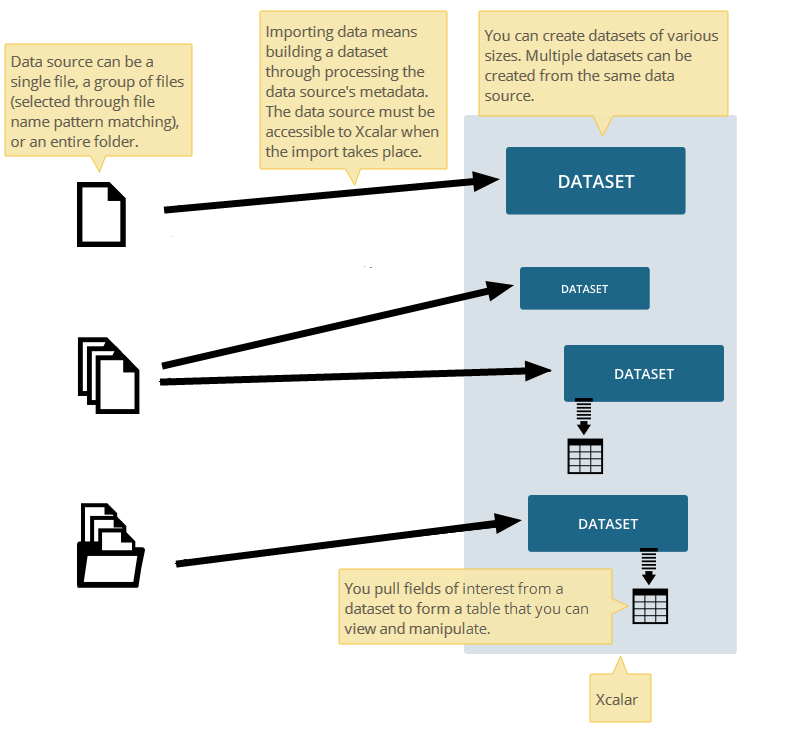 Data source can be a
single file, a group of files
(selected through file
name pattern matching),
or an entire folder.
Importing data means
building a dataset
through processing the
data source's metadata.
The data source must be
accessible to Xcalar when
the import takes place.
You can create datasets of various
sizes. Multiple datasets can be
created from the same data
source.
DATASET
DATASET
DATASET
DATASET
You pull fields of interest from a
dataset to form a table that you can
view and manipulate.
Xcalar